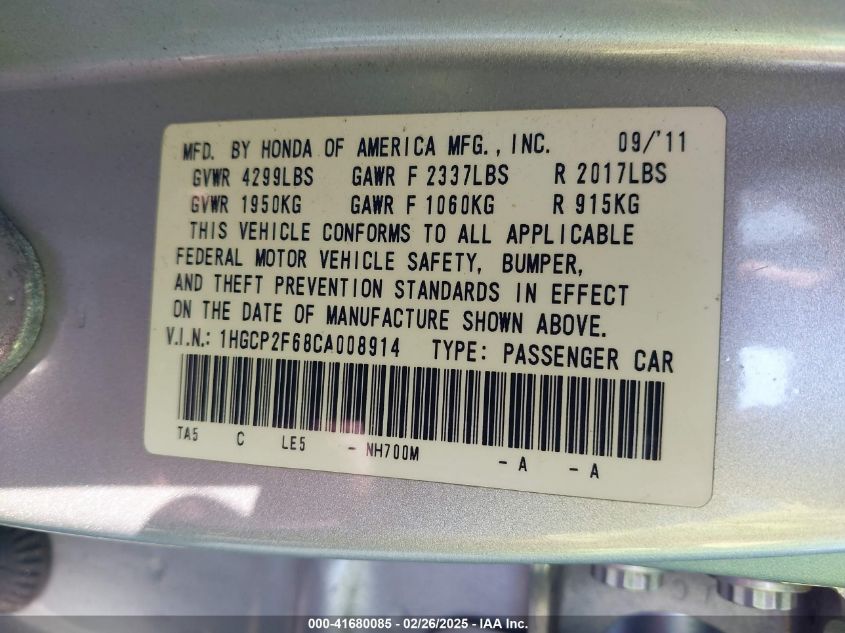 MFD. BY HONDA OF AMERICA MFG., INC. 09/'11
GVWR 4299LBS GAWR F 2337LBS R 2017LBS
GVWR 1950KG GAWR F 1060KG R 915KG
THIS VEHICLE CONFORMS TO ALL APPLICABLE
FEDERAL MOTOR VEHICLE SAFETY, BUMPER,
AND THEFT PREVENTION STANDARDS IN EFFECT
ON THE DATE OF MANUFACTURE SHOWN ABOVE.
V.I.N.: 1HGCP2F68CA008914 TYPE: PASSENGER CAR
TA5 C LE5 - NH700M - A - A
000-41680085 - 02/26/2025 - IAA Inc.